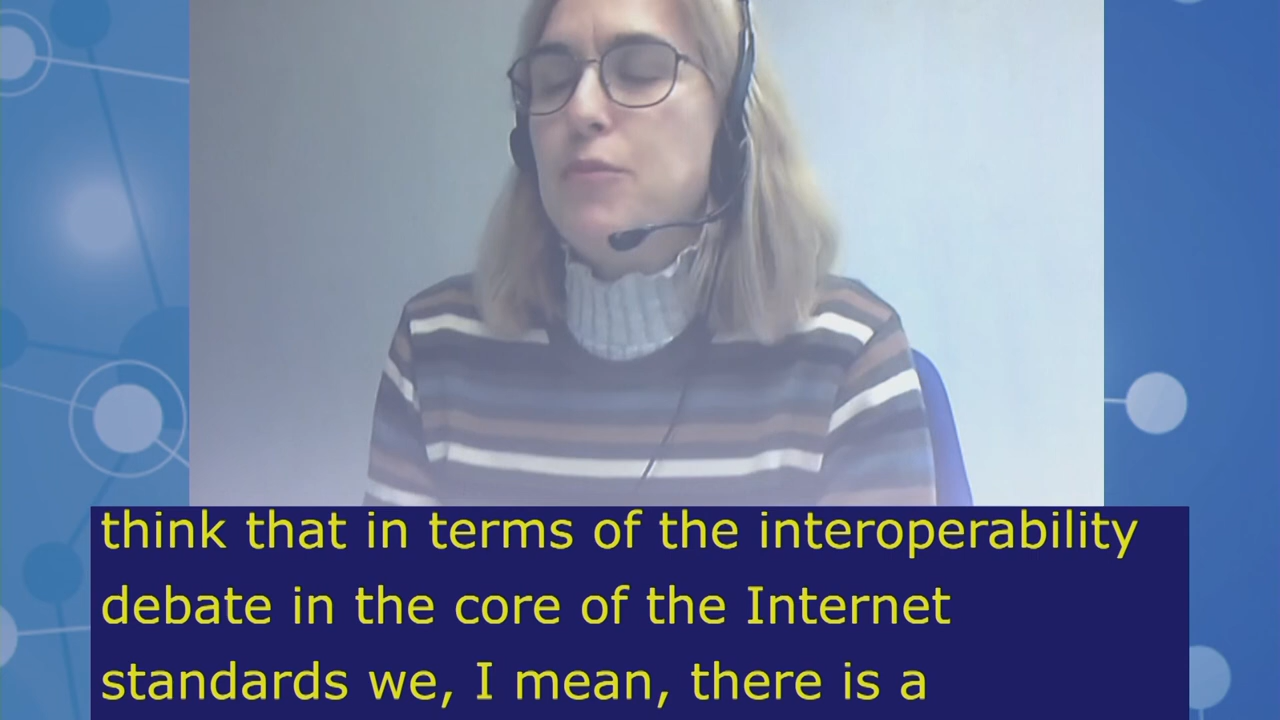 think that in terms of the interoperability
debate in the core of the Internet
standards we, I mean, there is a